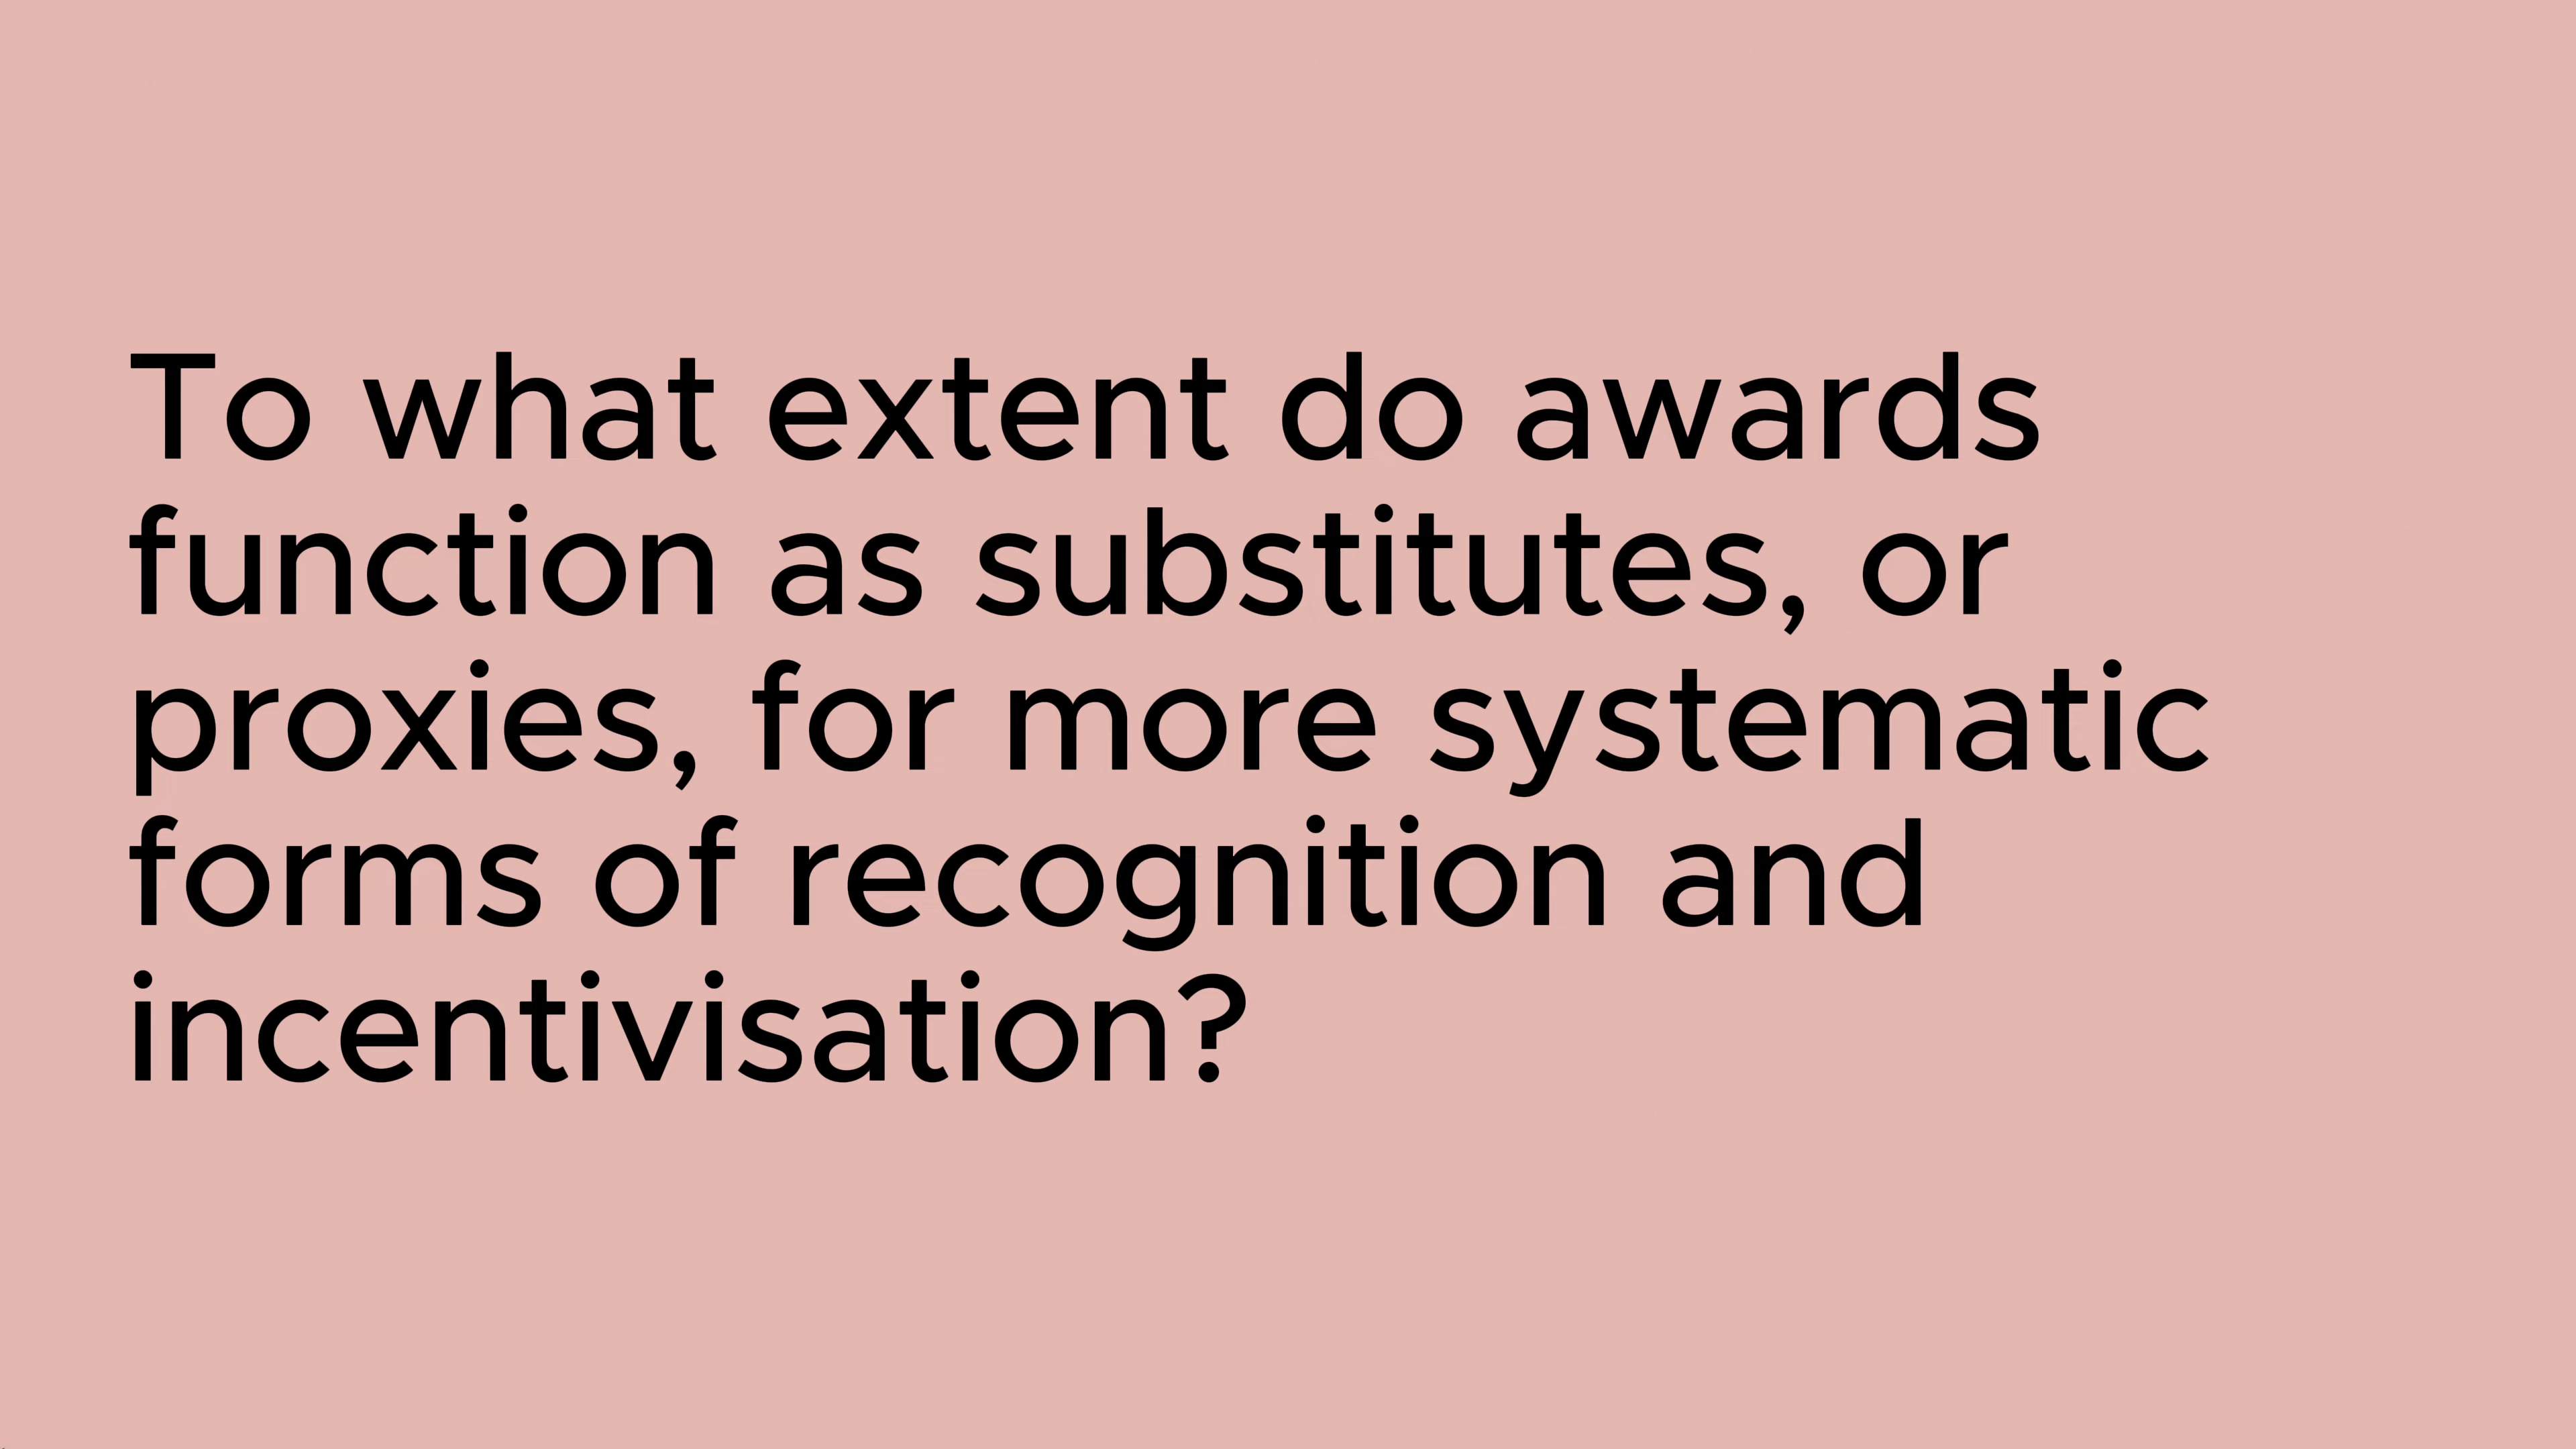 To what extent do awards
function as substitutes, or
proxies, for more systematic
forms of recognition and
incentivisation?